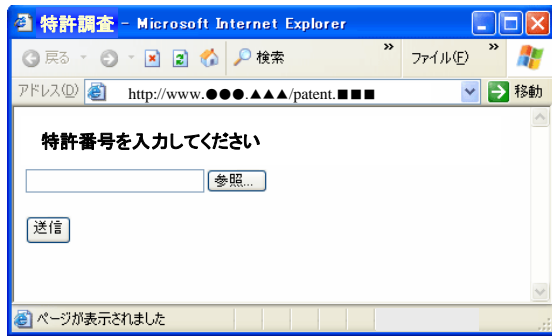 特許調査 - Microsoft Internet Explorer
戻る 検索 » ファイル(F) »
アドレス(D) http://www.●●●.▲▲▲/patent.■■■ 移動
特許番号を入力してください
参照...
送信
ページが表示されました